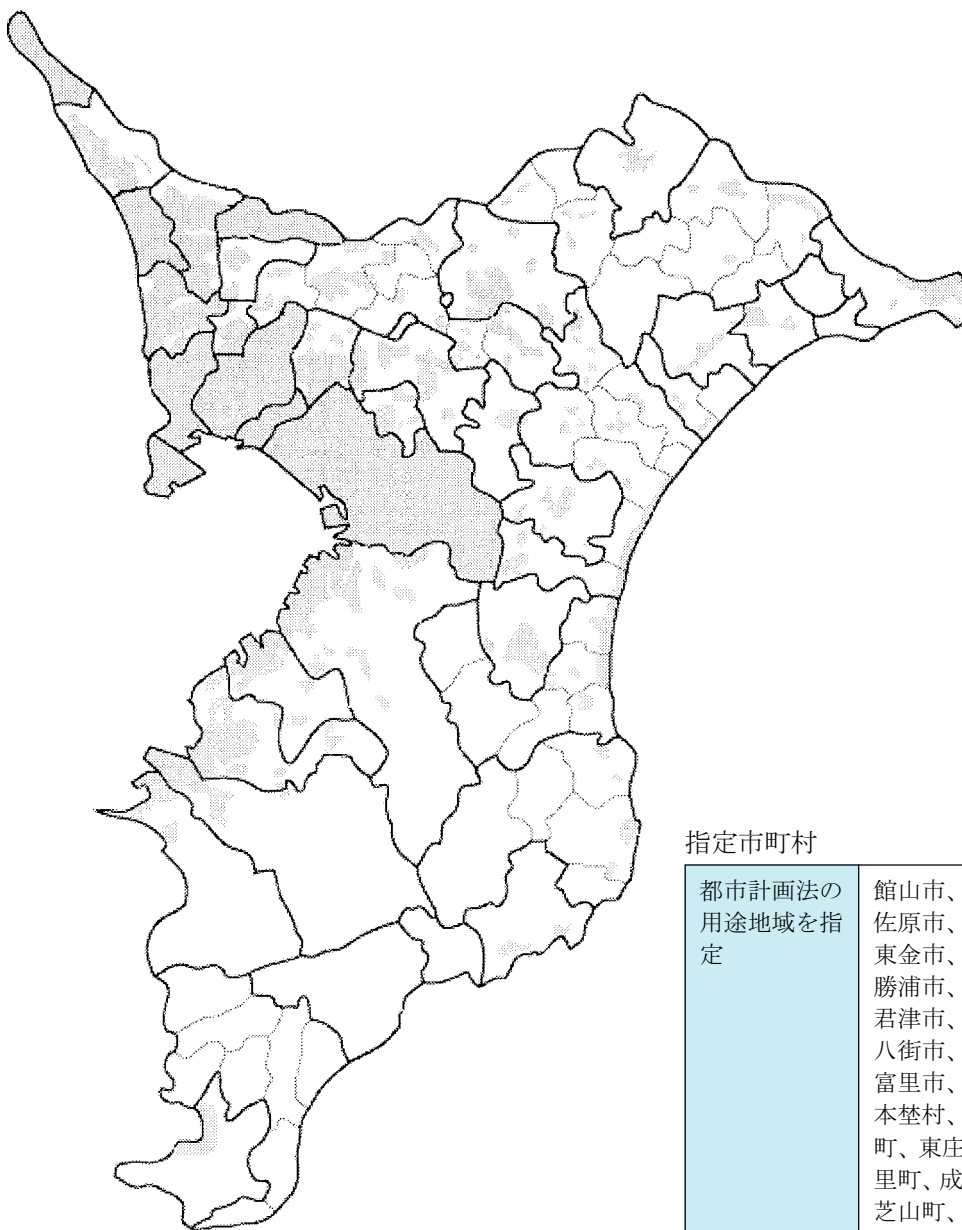 指定市町村
都市計画法の
用途地域を指
定
館山市、
佐原市、
東金市、
勝浦市、
君津市、
八街市、
富里市、
本埜村、
町、東庄
里町、成
芝山町、